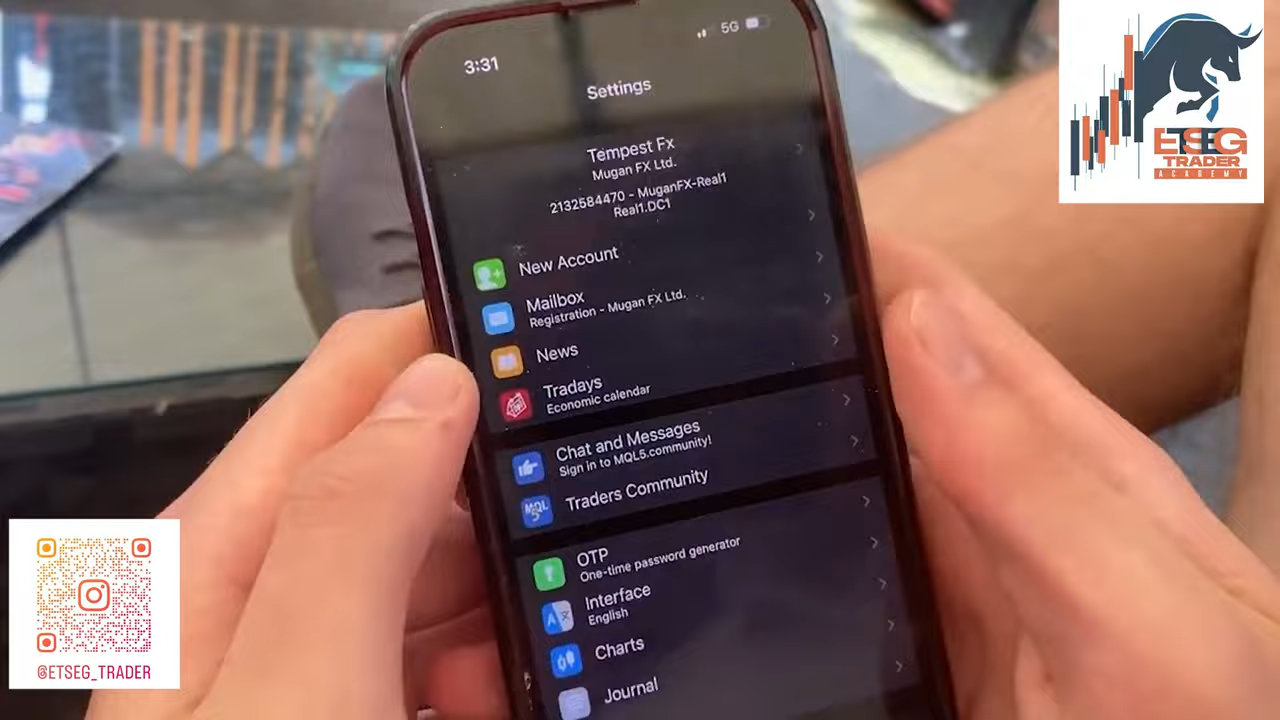 3:31
5G
Settings
Tempest Fx
Mugan FX Ltd.
2132584470 - MuganFX-Real1
Real1.DC1
New Account
Mailbox
Registration - Mugan FX Ltd.
News
Tradays
Economic calendar
Chat and Messages
Sign in to MQL5.community!
MQL
5
Traders Community
OTP
One-time password generator
Interface
English
Charts
Journal
TRADER
ACADEMY
@ETSEG_TRADER